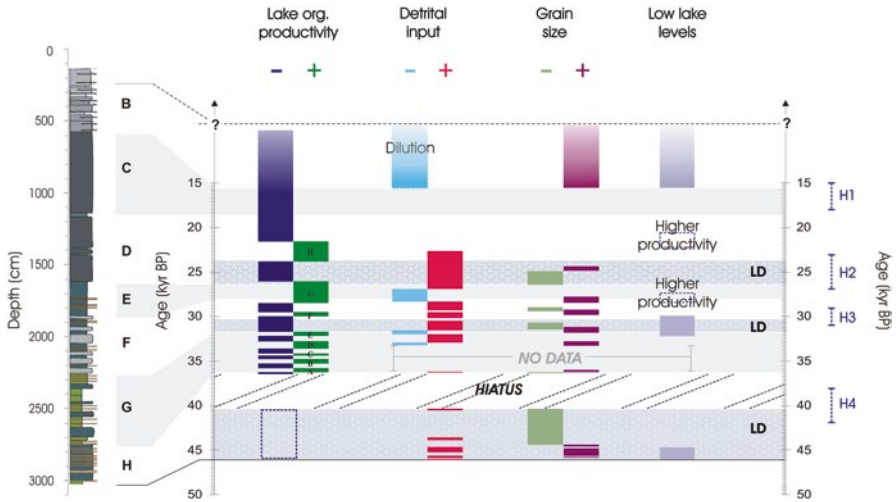 Lake org. productivity
Detrital input
Grain size
Low lake levels
- + - + - +
0
500
1000
1500
2000
2500
3000
Depth (cm)
B
C
D
E
F
G
H
Age (kyr BP)
?
15
20
25
30
35
40
45
50
Dilution
Higher productivity
Higher productivity
H
G
F
E
D
C
B
A
LD
LD
NO DATA
HIATUS
LD
?
15
20
25
30
35
40
45
50
Age (kyr BP)
H1
H2
H3
H4